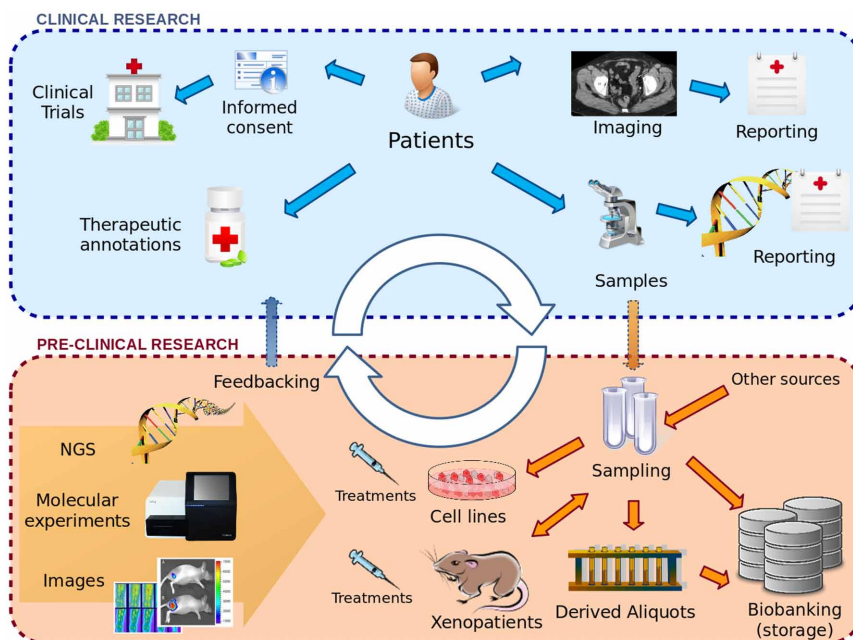 CLINICAL RESEARCH
Clinical
Trials
Informed
consent
Patients
Imaging
Reporting
Therapeutic
annotations
Samples
Reporting
PRE-CLINICAL RESEARCH
Feedbacking
Other sources
NGS
Sampling
Molecular
experiments
Treatments
Cell lines
Images
Treatments
Xenopatients
Derived Aliquots
Biobanking
(storage)